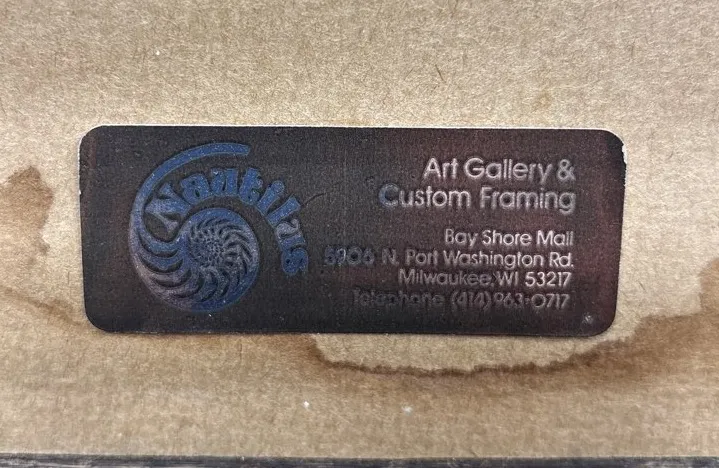 Nautilus
Art Gallery &
Custom Framing
Bay Shore Mall
5906 N. Port Washington Rd.
Milwaukee, WI 53217
Telephone (414) 963-0717